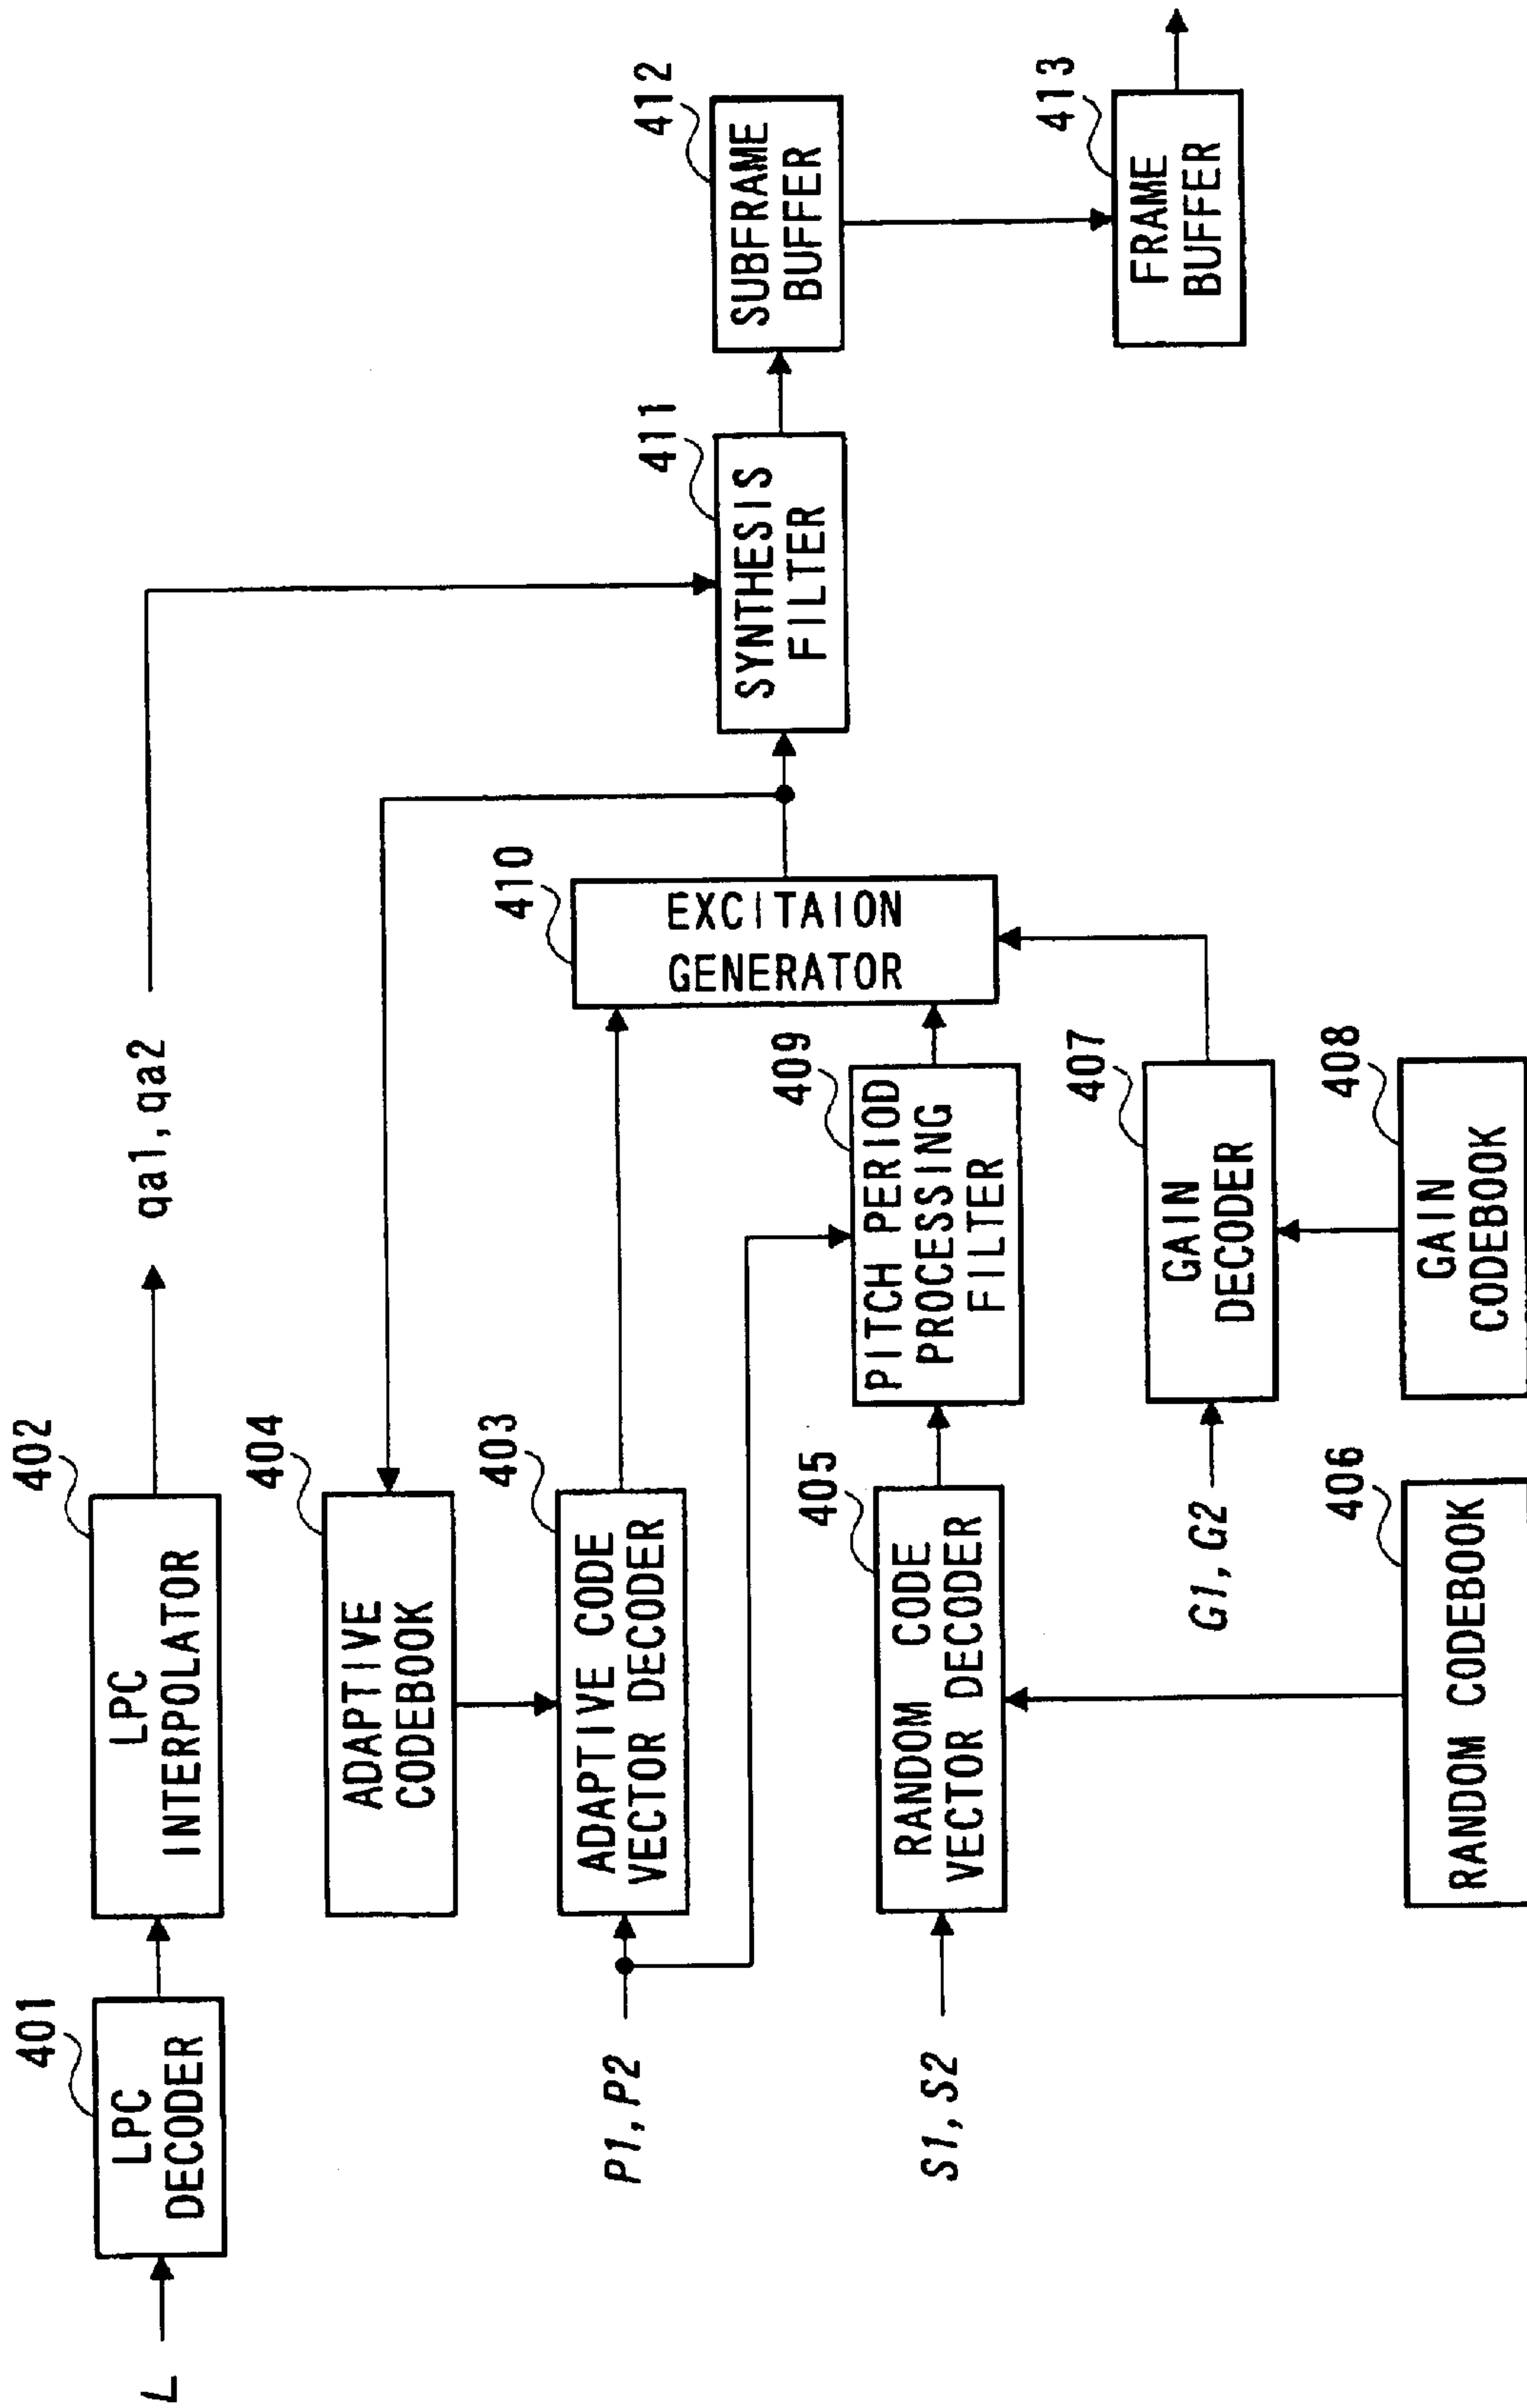 L
401
LPC
DECODER
402
LPC
INTERPOLATOR
qa1, qa2
404
ADAPTIVE
CODEBOOK
P1, P2
403
ADAPTIVE CODE
VECTOR DECODER
S1, S2
405
RANDOM CODE
VECTOR DECODER
406
RANDOM CODEBOOK
409
PITCH PERIOD
PROCESSING
FILTER
G1, G2
407
GAIN
DECODER
408
GAIN
CODEBOOK
410
EXCITAION
GENERATOR
411
SYNTHESIS
FILTER
412
SUBFRAME
BUFFER
413
FRAME
BUFFER